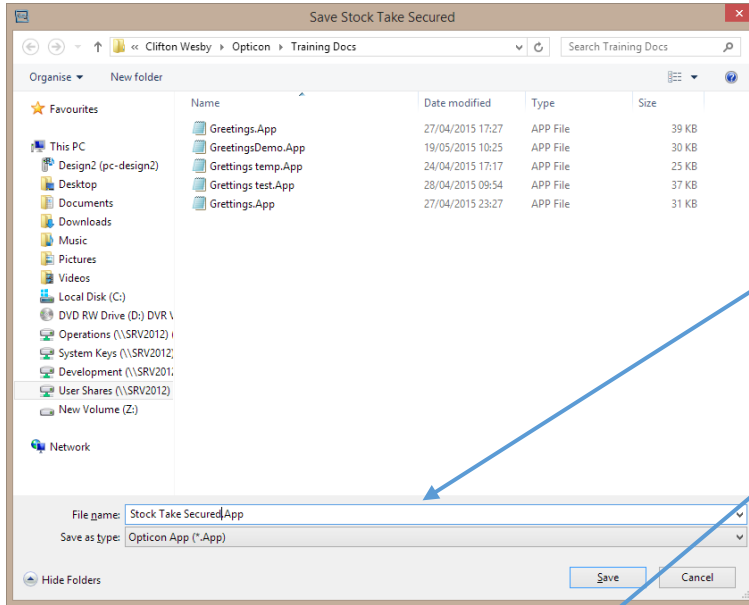 Save Stock Take Secured
« Clifton Wesby Opticon Training Docs Search Training Docs
Organise New folder
Name Date modified Type Size
Favourites
Greetings.App 27/04/2015 17:27 APP File 39 KB
GreetingsDemo.App 19/05/2015 10:25 APP File 30 KB
This PC
Grettings temp.App 24/04/2015 17:17 APP File 25 KB
Design2 (pc-design2)
Grettings test.App 28/04/2015 09:54 APP File 37 KB
Desktop
Grettings.App 27/04/2015 23:27 APP File 31 KB
Documents
Downloads
Music
Pictures
Videos
Local Disk (C:)
DVD RW Drive (D:) DVR
Operations (\\SRV2012)
System Keys (\\SRV2012)
Development (\\SRV201
User Shares (\\SRV2012)
New Volume (Z:)
Network
File name: Stock Take Secured.App
Save as type: Opticon App (*.App)
Hide Folders Save Cancel